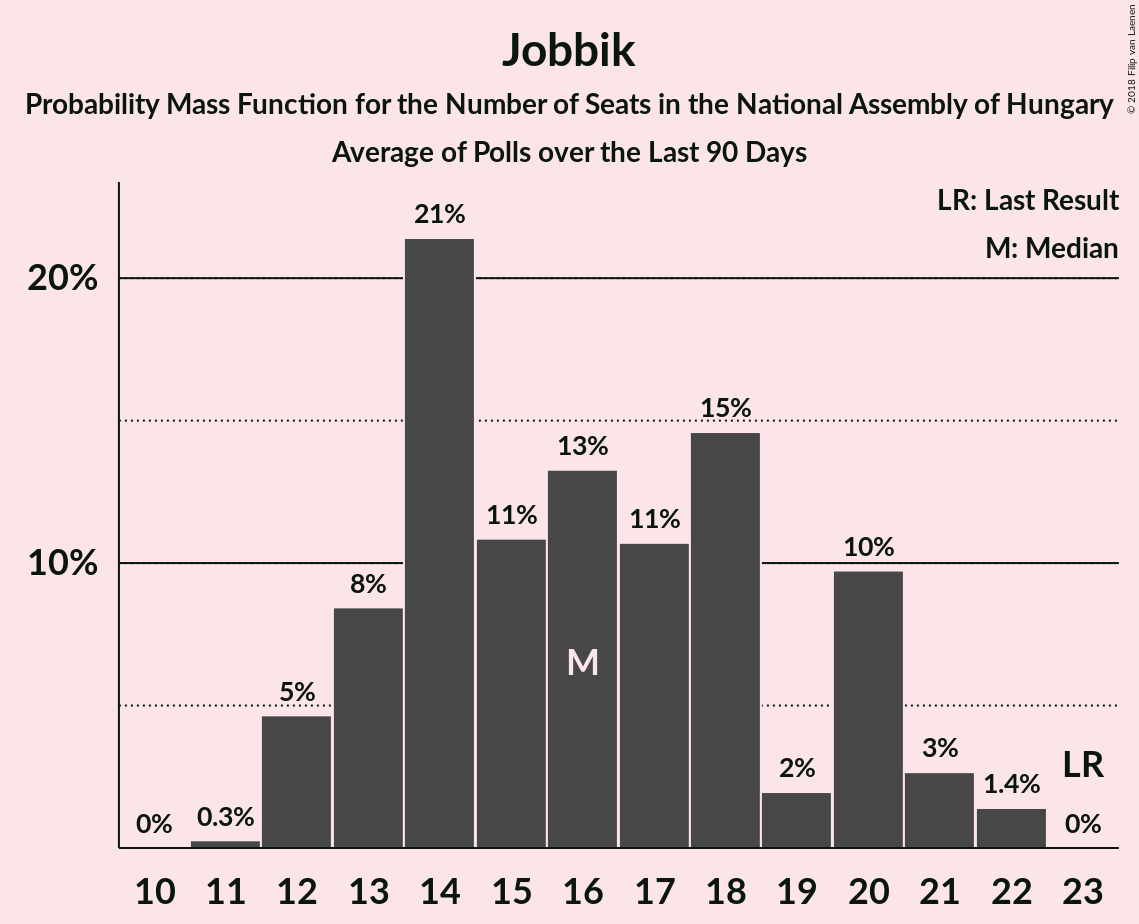 Jobbik
Probability Mass Function for the Number of Seats in the National Assembly of Hungary
Average of Polls over the Last 90 Days
© 2018 Filip van Laenen
LR: Last Result
M: Median
20%
10%
0%
0.3%
5%
8%
21%
11%
13%
11%
15%
2%
10%
3%
1.4%
0%
M
LR
10 11 12 13 14 15 16 17 18 19 20 21 22 23